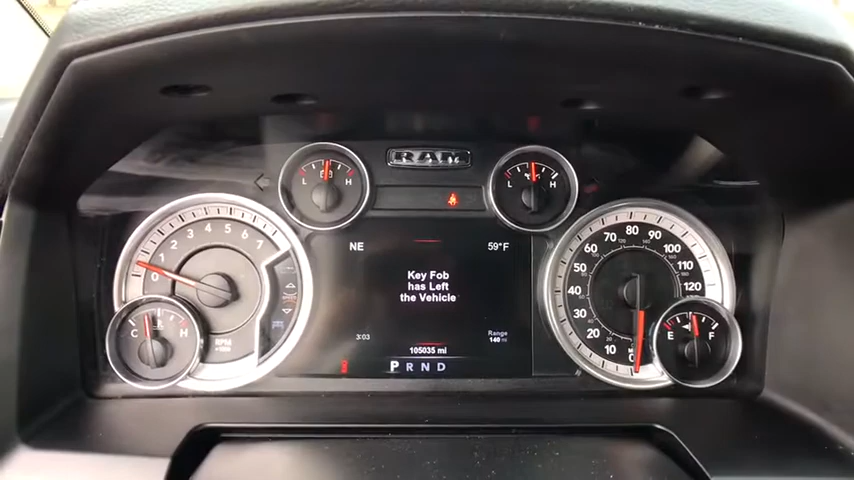 RAM
L H
L H
NE
59°F
Key Fob
has Left
the Vehicle
3:03
Range
140 mi
105035 mi
P R N D
0 1 2 3 4 5 6 7
RPM
C H
10 20 30 40 50 60 70 80 90 100 110 120
MPH
E F